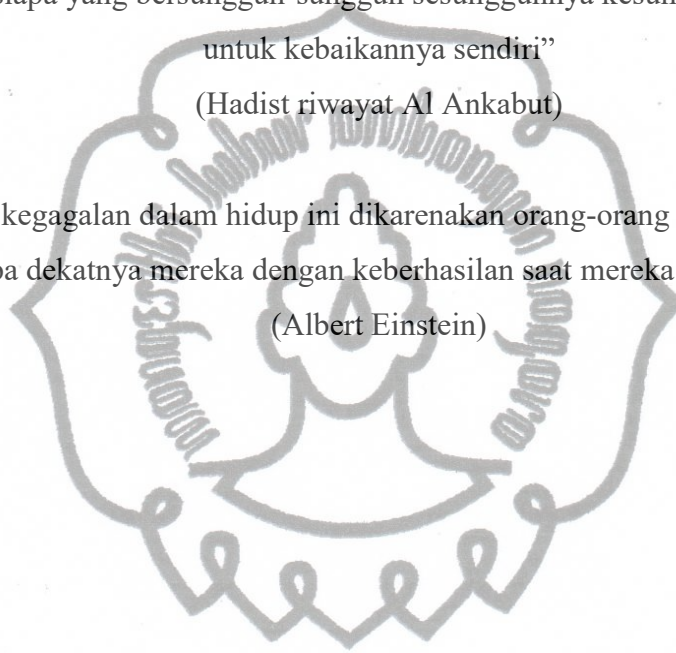 siapa yang bersungguh-sungguh sesungguhnya
untuk kebaikannya sendiri”
(Hadist riwayat Al Ankabut)
kegagalan dalam hidup ini dikarenakan orang-orang
dekatnya mereka dengan keberhasilan saat mereka
(Albert Einstein)